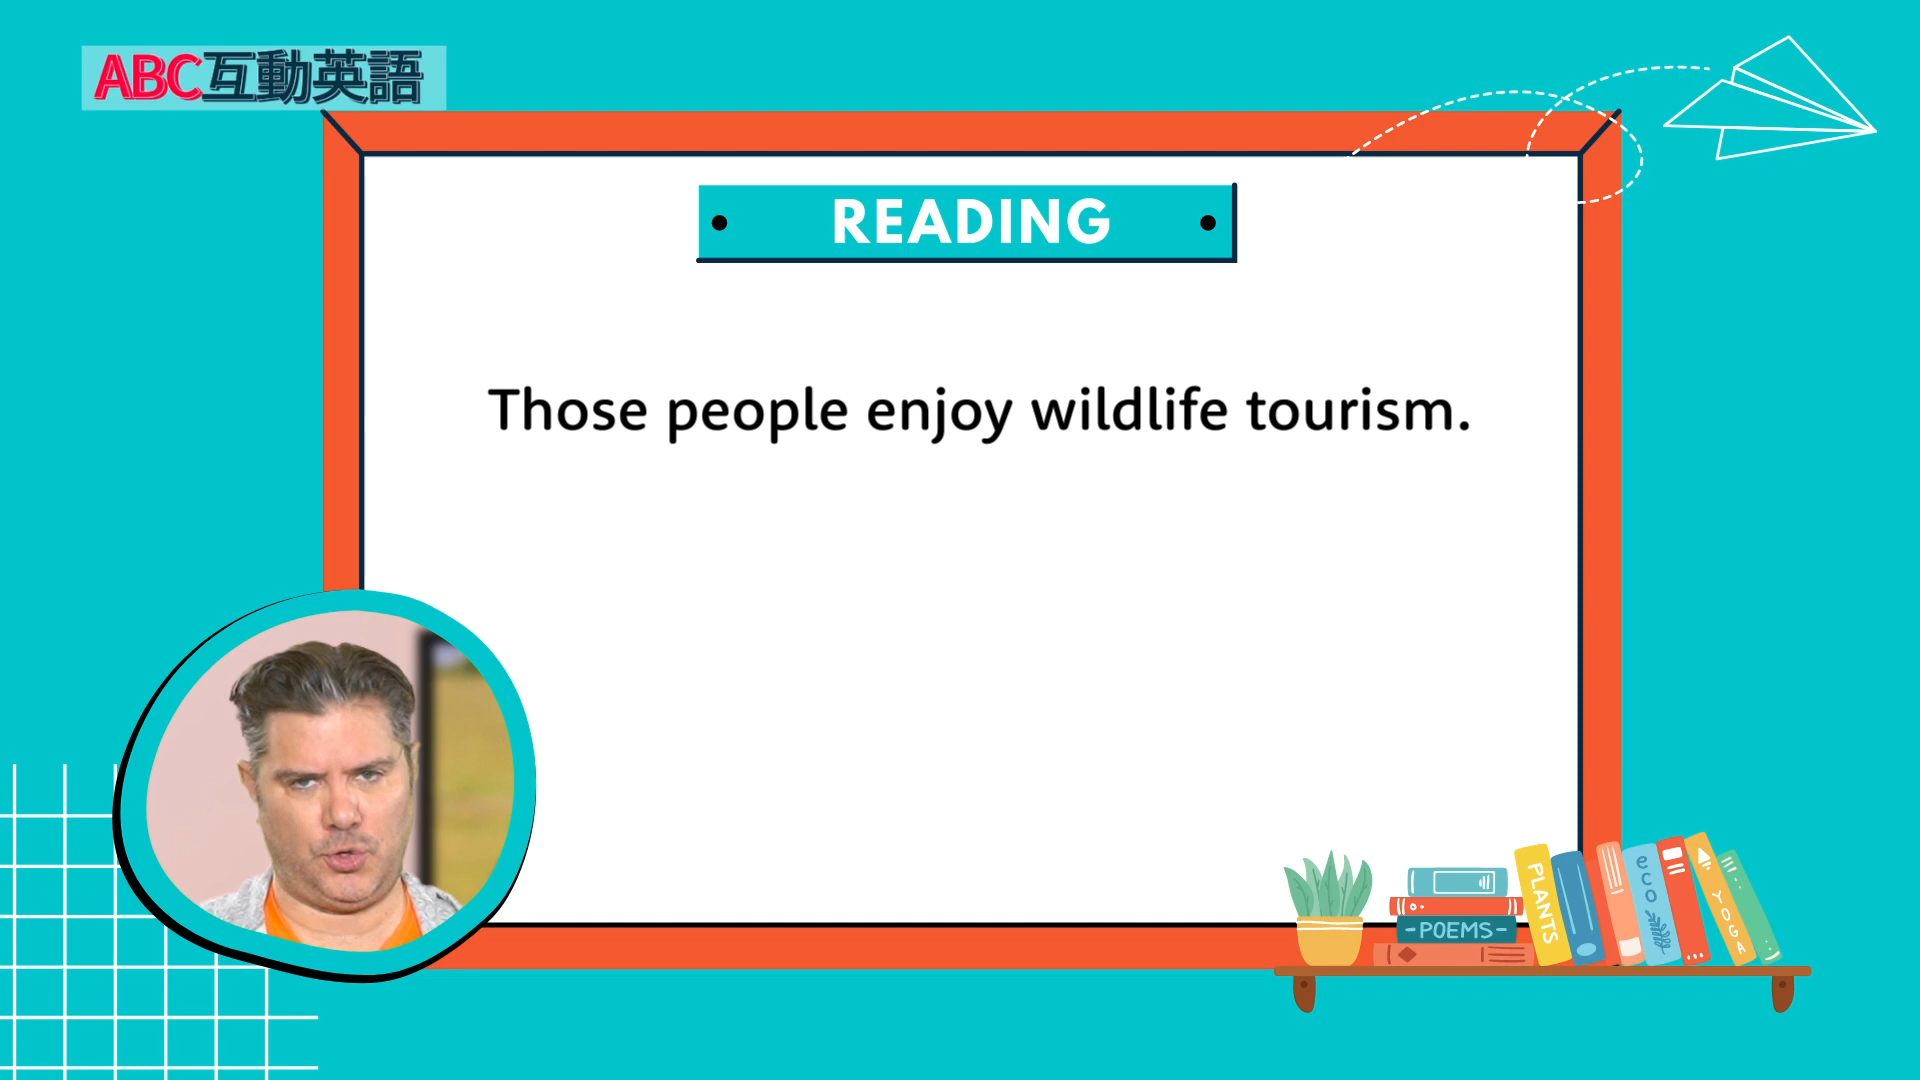 ABC互動英語
READING
Those people enjoy wildlife tourism.
POEMS
PLANTS
eco
YOGA